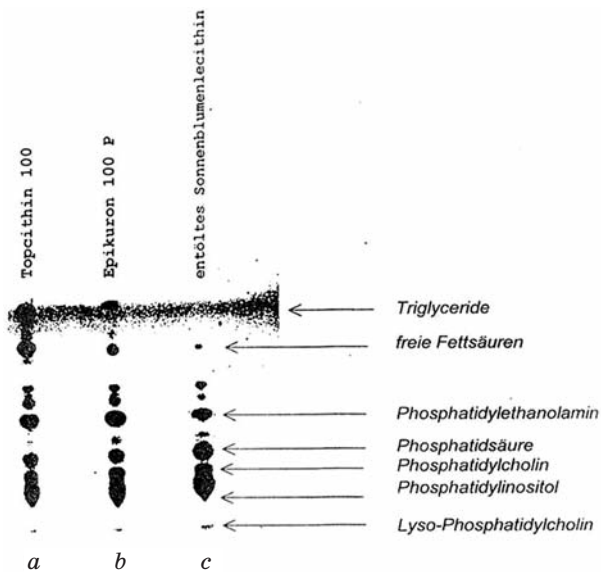 Topcithin 100
Epikuron 100 P
entöltes Sonnenblumenlecithin
Triglyceride
freie Fettsäuren
Phosphatidylethanolamin
Phosphatidsäure
Phosphatidylcholin
Phosphatidylinositol
Lyso-Phosphatidylcholin
a b c